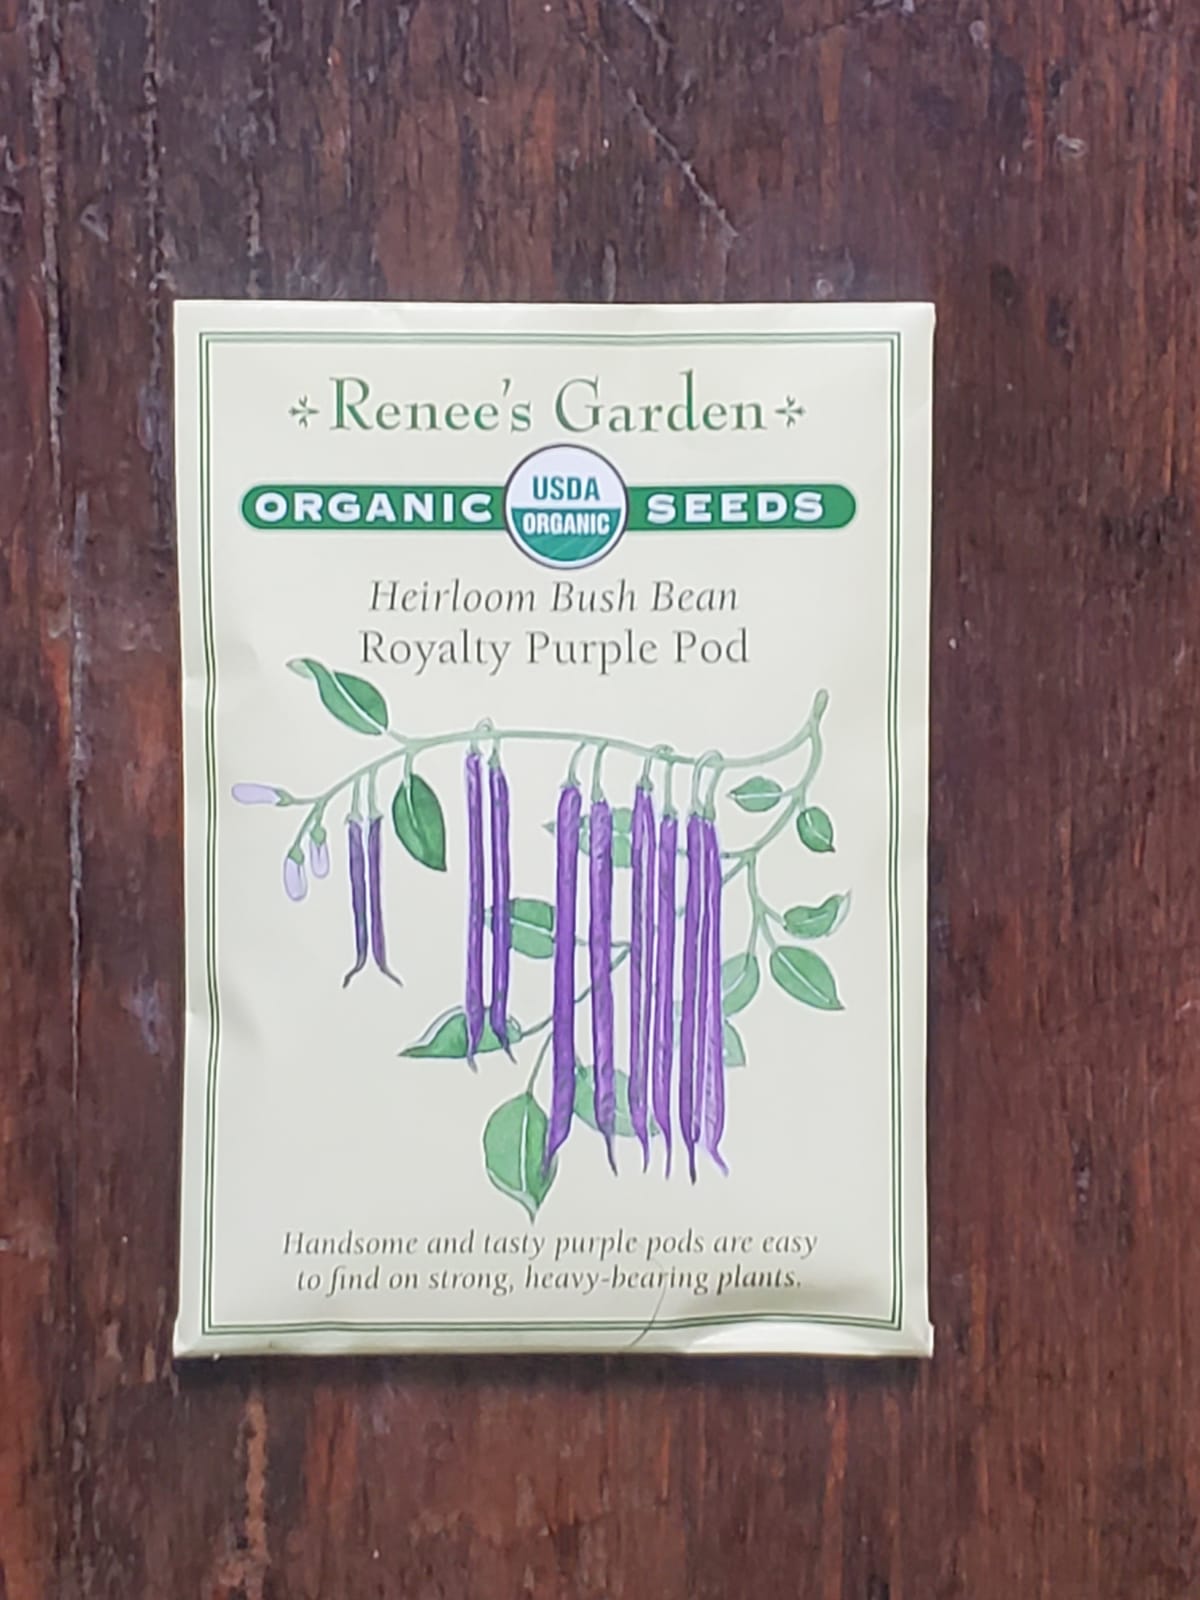 Renee's Garden
ORGANIC USDA ORGANIC SEEDS
Heirloom Bush Bean
Royalty Purple Pod
Handsome and tasty purple pods are easy
to find on strong, heavy-bearing plants.